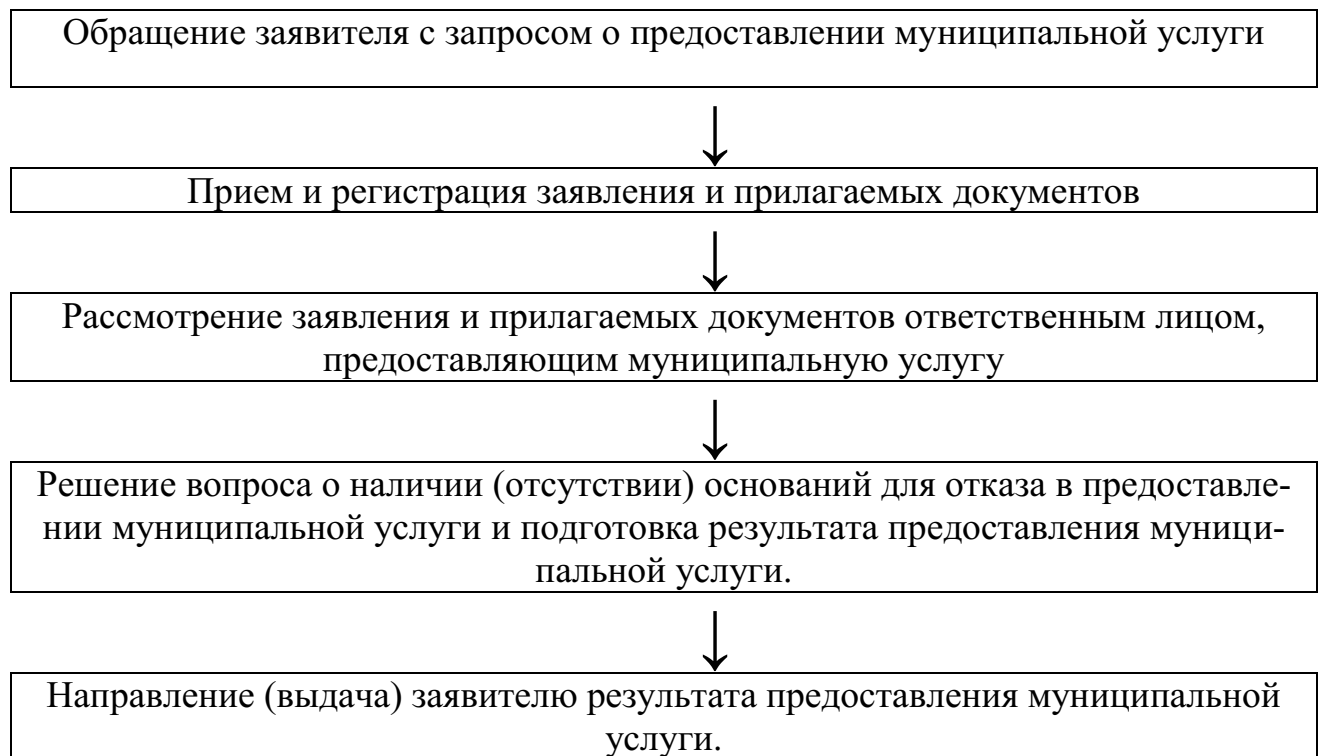 Обращение заявителя с запросом о предоставлении муниципальной услуги
Прием и регистрация заявления и прилагаемых документов
Рассмотрение заявления и прилагаемых документов ответственным лицом,
предоставляющим муниципальную услугу
Решение вопроса о наличии (отсутствии) оснований для отказа в предоставле-
нии муниципальной услуги и подготовка результата предоставления муници-
пальной услуги.
Направление (выдача) заявителю результата предоставления муниципальной
услуги.